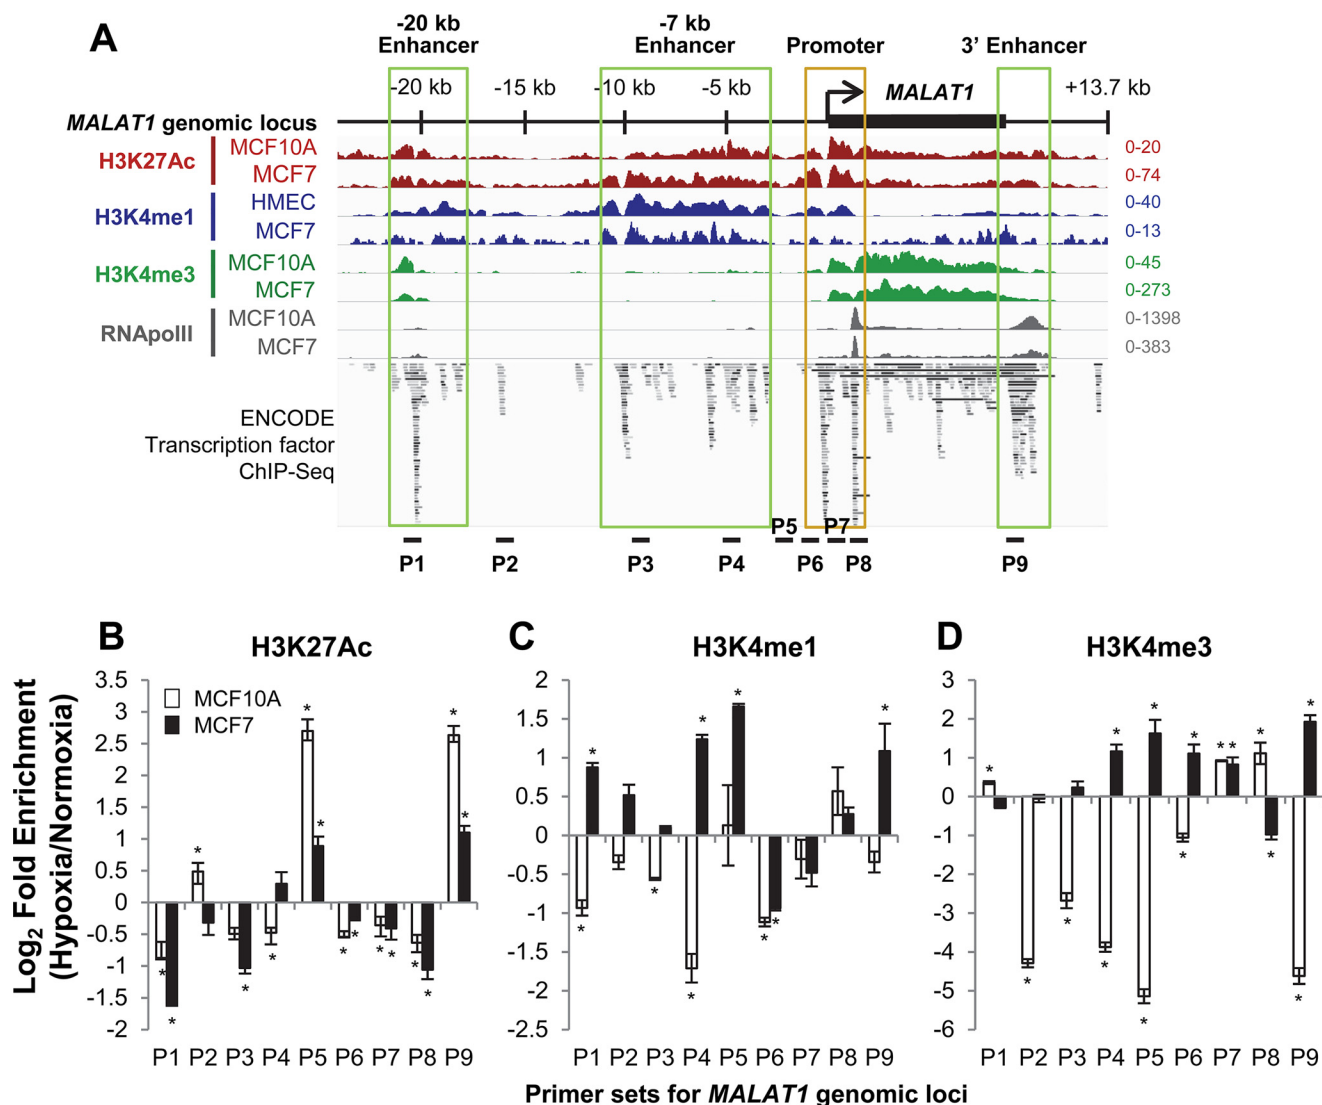 A
-20 kb
Enhancer
-7 kb
Enhancer
Promoter
3’ Enhancer
-20 kb
-15 kb
-10 kb
-5 kb
MALAT1
+13.7 kb
MALAT1 genomic locus
H3K27Ac
MCF10A
0-20
MCF7
0-74
H3K4me1
HMEC
0-40
MCF7
0-13
H3K4me3
MCF10A
0-45
MCF7
0-273
RNApolII
MCF10A
0-1398
MCF7
0-383
ENCODE
Transcription factor
ChIP-Seq
P1
P2
P3
P4
P5
P6
P7
P8
P9
B
H3K27Ac
Log2 Fold Enrichment
(Hypoxia/Normoxia)
MCF10A
MCF7
3.5
3
2.5
2
1.5
1
0.5
0
-0.5
-1
-1.5
-2
* * * * * * * * * * * * * * *
P1 P2 P3 P4 P5 P6 P7 P8 P9
C
H3K4me1
2
1.5
1
0.5
0
-0.5
-1
-1.5
-2
-2.5
* * * * * * * * *
P1 P2 P3 P4 P5 P6 P7 P8 P9
D
H3K4me3
3
2
1
0
-1
-2
-3
-4
-5
-6
* * * * * * * * * * * * * * *
P1 P2 P3 P4 P5 P6 P7 P8 P9
Primer sets for MALAT1 genomic loci